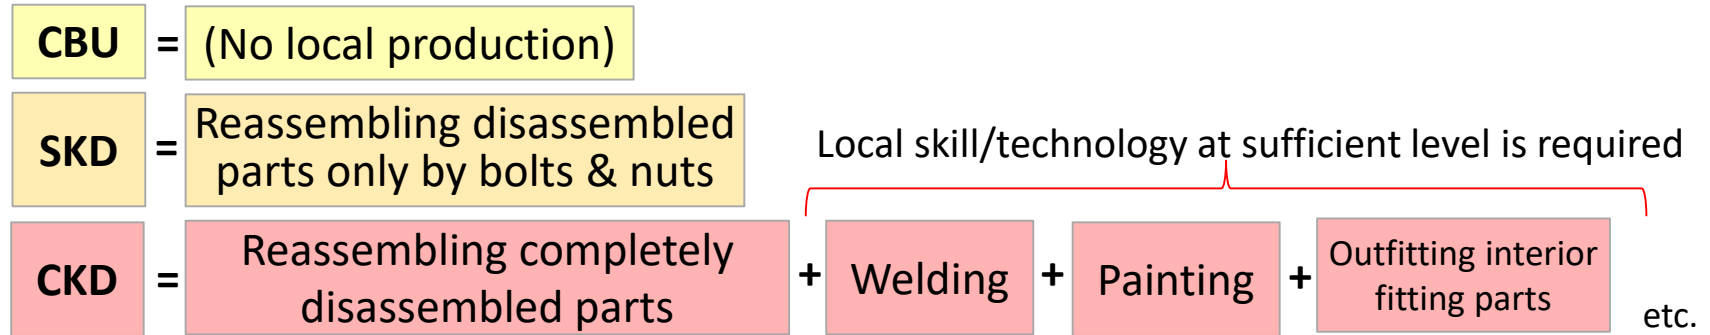 CBU = (No local production)
SKD = Reassembling disassembled
parts only by bolts & nuts
Local skill/technology at sufficient level is required
CKD = Reassembling completely
disassembled parts
+ Welding + Painting + Outfitting interior
fitting parts
etc.